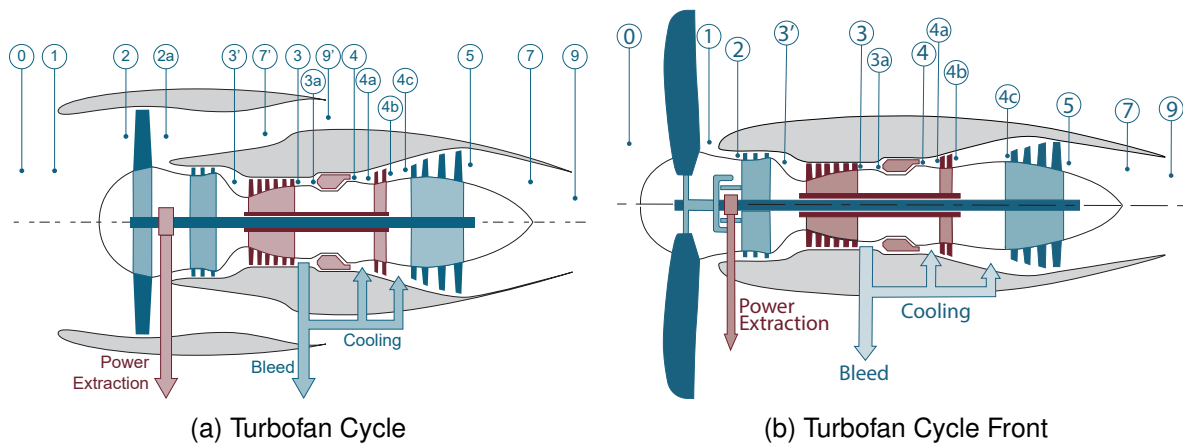 0
1
2
2a
3'
7'
3
3a
9'
4
4a
4b
4c
5
7
9
Power
Extraction
Bleed
Cooling
(a) Turbofan Cycle
0
1
2
3'
3
3a
4
4a
4b
4c
5
7
9
Power
Extraction
Bleed
Cooling
(b) Turbofan Cycle Front